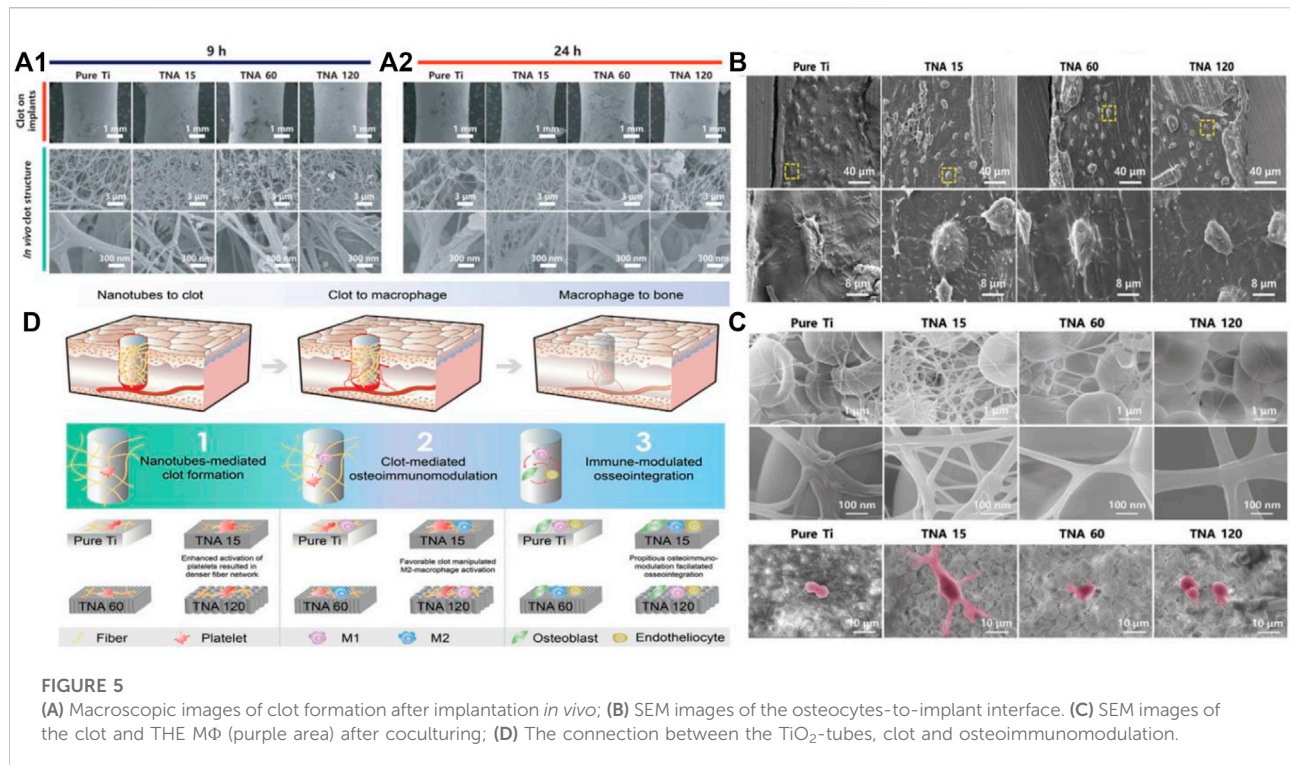 A1
9 h
A2
24 h
Pure Ti TNA 15 TNA 60 TNA 120
Pure Ti TNA 15 TNA 60 TNA 120
Clot on
implants
1 mm 1 mm 1 mm 1 mm
1 mm 1 mm 1 mm 1 mm
In vivo clot structure
3 μm 3 μm 3 μm 3 μm
3 μm 3 μm 3 μm 3 μm
300 nm 300 nm 300 nm 300 nm
300 nm 300 nm 300 nm 300 nm
B
Pure Ti TNA 15 TNA 60 TNA 120
40 μm 40 μm 40 μm 40 μm
8 μm 8 μm 8 μm 8 μm
D
Nanotubes to clot
Clot to macrophage
Macrophage to bone
1
Nanotubes-mediated
clot formation
2
Clot-mediated
osteoimmunomodulation
3
Immune-modulated
osseointegration
Pure Ti
TNA 15
Enhanced activation of
platelets resulted in
denser fiber network
TNA 60
TNA 120
Pure Ti
TNA 15
Favorable clot manipulated
M2-macrophage activation
TNA 60
TNA 120
Pure Ti
TNA 15
Propitious osteoimmuno-
modulation facilatated
osseointegration
TNA 60
TNA 120
Fiber Platelet M1 M2 Osteoblast Endotheliocyte
C
Pure Ti TNA 15 TNA 60 TNA 120
1 μm 1 μm 1 μm 1 μm
100 nm 100 nm 100 nm 100 nm
Pure Ti TNA 15 TNA 60 TNA 120
10 μm 10 μm 10 μm 10 μm
FIGURE 5
(A) Macroscopic images of clot formation after implantation in vivo; (B) SEM images of the osteocytes-to-implant interface. (C) SEM images of
the clot and THE MΦ (purple area) after coculturing; (D) The connection between the TiO₂-tubes, clot and osteoimmunomodulation.